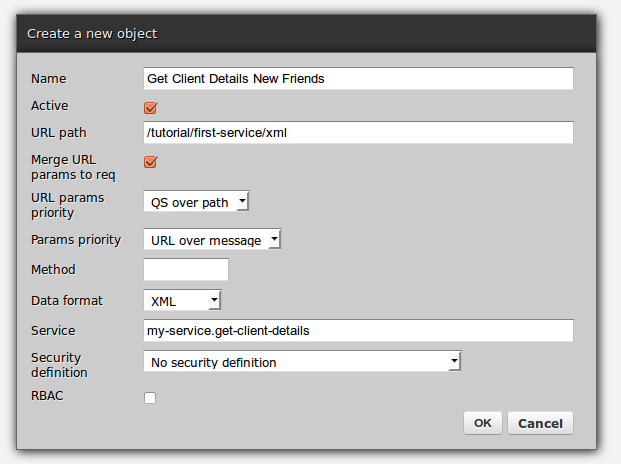 Create a new object
Name Get Client Details New Friends
Active
URL path /tutorial/first-service/xml
Merge URL
params to req
URL params
priority QS over path
Params priority URL over message
Method
Data format XML
Service my-service.get-client-details
Security
definition No security definition
RBAC
OK Cancel